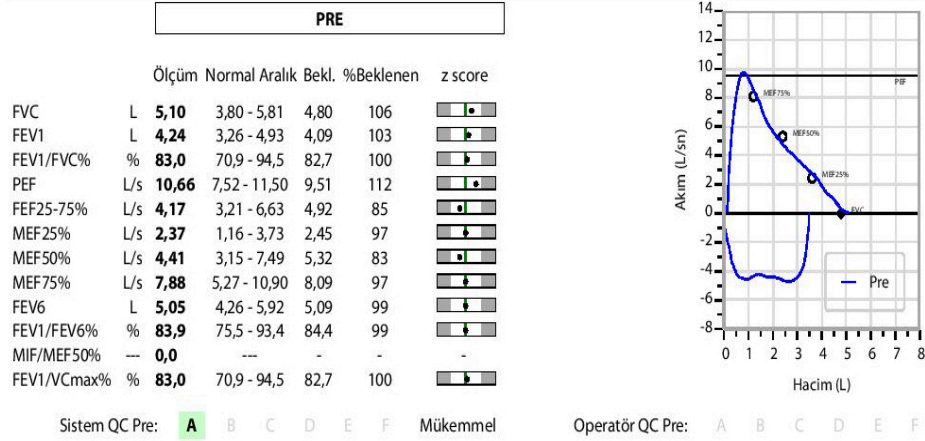 PRE
Ölçüm Normal Aralık Bekl. %Beklenen z score
FVC L 5,10 3,80 - 5,81 4,80 106
FEV1 L 4,24 3,26 - 4,93 4,09 103
FEV1/FVC% % 83,0 70,9 - 94,5 82,7 100
PEF L/s 10,66 7,52 - 11,50 9,51 112
FEF25-75% L/s 4,17 3,21 - 6,63 4,92 85
MEF25% L/s 2,37 1,16 - 3,73 2,45 97
MEF50% L/s 4,41 3,15 - 7,49 5,32 83
MEF75% L/s 7,88 5,27 - 10,90 8,09 97
FEV6 L 5,05 4,26 - 5,92 5,09 99
FEV1/FEV6% % 83,9 75,5 - 93,4 84,4 99
MIF/MEF50% --- 0,0 --- - - -
FEV1/VCmax% % 83,0 70,9 - 94,5 82,7 100
Sistem QC Pre: A B C D E F Mükemmel
Operatör QC Pre: A B C D E F
14
12
10
8
6
4
2
0
-2
-4
-6
-8
Akım (L/sn)
PEF
MEF75%
MEF50%
MEF25%
FVC
Pre
0 1 2 3 4 5 6 7 8
Hacim (L)